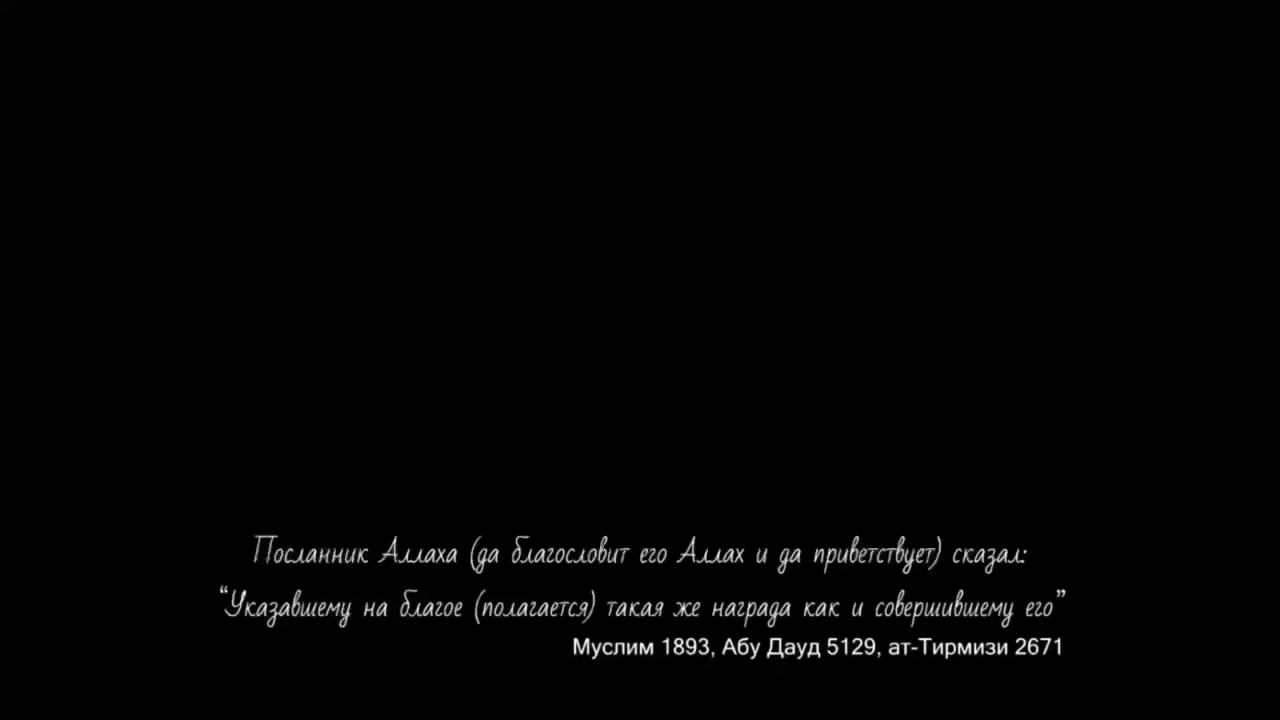 Посланник Аллаха (да благословит его Аллах и да приветствует) сказал:
“Указавшему на благое (полагается) такая же награда как и совершившему его”
Муслим 1893, Абу Дауд 5129, ат-Тирмизи 2671